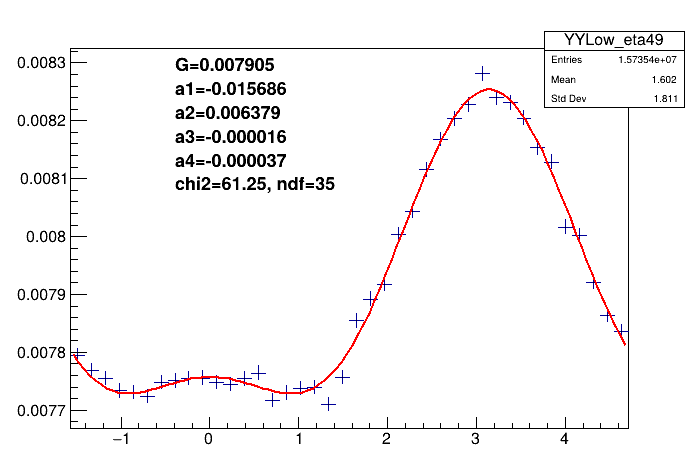 YYLow_eta49
Entries 1.57354e+07
Mean 1.602
Std Dev 1.811
G=0.007905
a1=-0.015686
a2=0.006379
a3=-0.000016
a4=-0.000037
chi2=61.25, ndf=35
0.0083
0.0082
0.0081
0.008
0.0079
0.0078
0.0077
−1 0 1 2 3 4